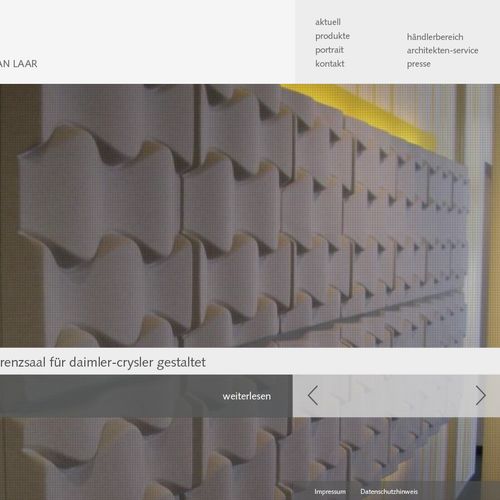 aktuell
produkte
portrait
kontakt
händlerbereich
architekten-service
presse
AN LAAR
renzsaal für daimler-crysler gestaltet
weiterlesen
Impressum Datenschutzhinweis